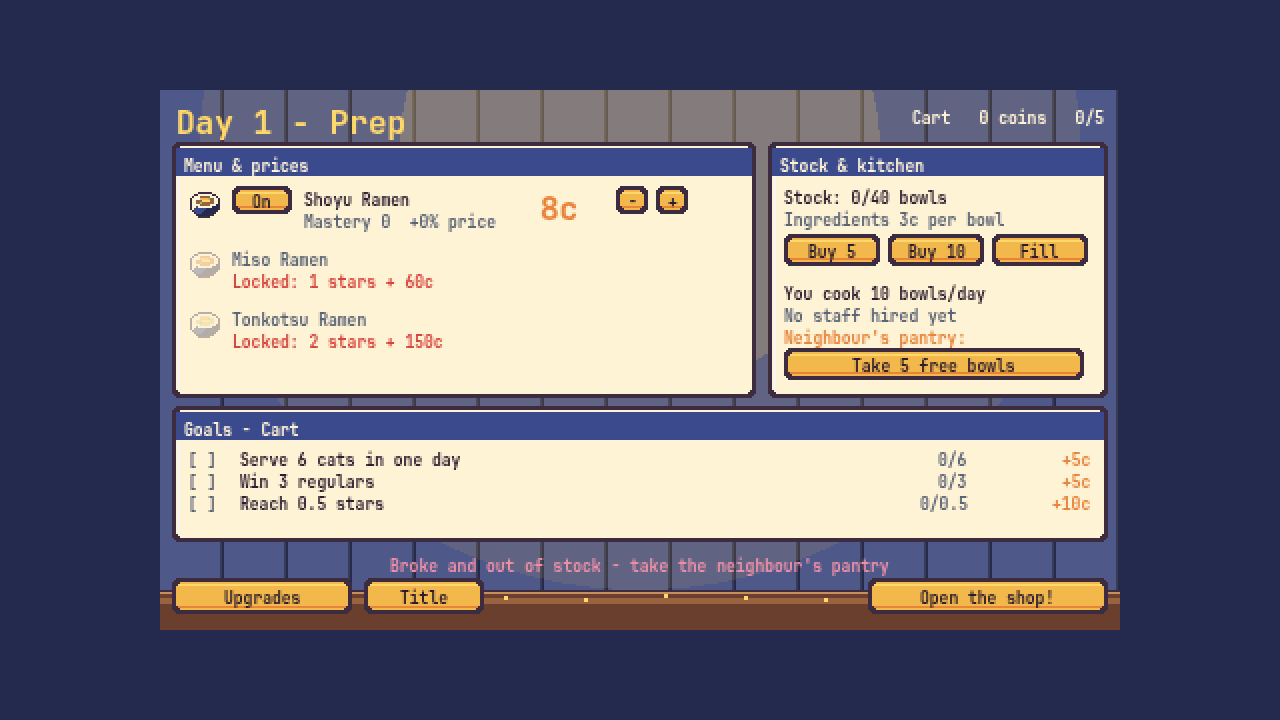 Day 1 - Prep
Cart 0 coins 0/5
Menu & prices
On
Shoyu Ramen
Mastery 0 +0% price
8c
- +
Miso Ramen
Locked: 1 stars + 60c
Tonkotsu Ramen
Locked: 2 stars + 150c
Stock & kitchen
Stock: 0/40 bowls
Ingredients 3c per bowl
Buy 5 Buy 10 Fill
You cook 10 bowls/day
No staff hired yet
Neighbour's pantry:
Take 5 free bowls
Goals - Cart
[ ] Serve 6 cats in one day 0/6 +5c
[ ] Win 3 regulars 0/3 +5c
[ ] Reach 0.5 stars 0/0.5 +10c
Broke and out of stock - take the neighbour's pantry
Upgrades Title Open the shop!